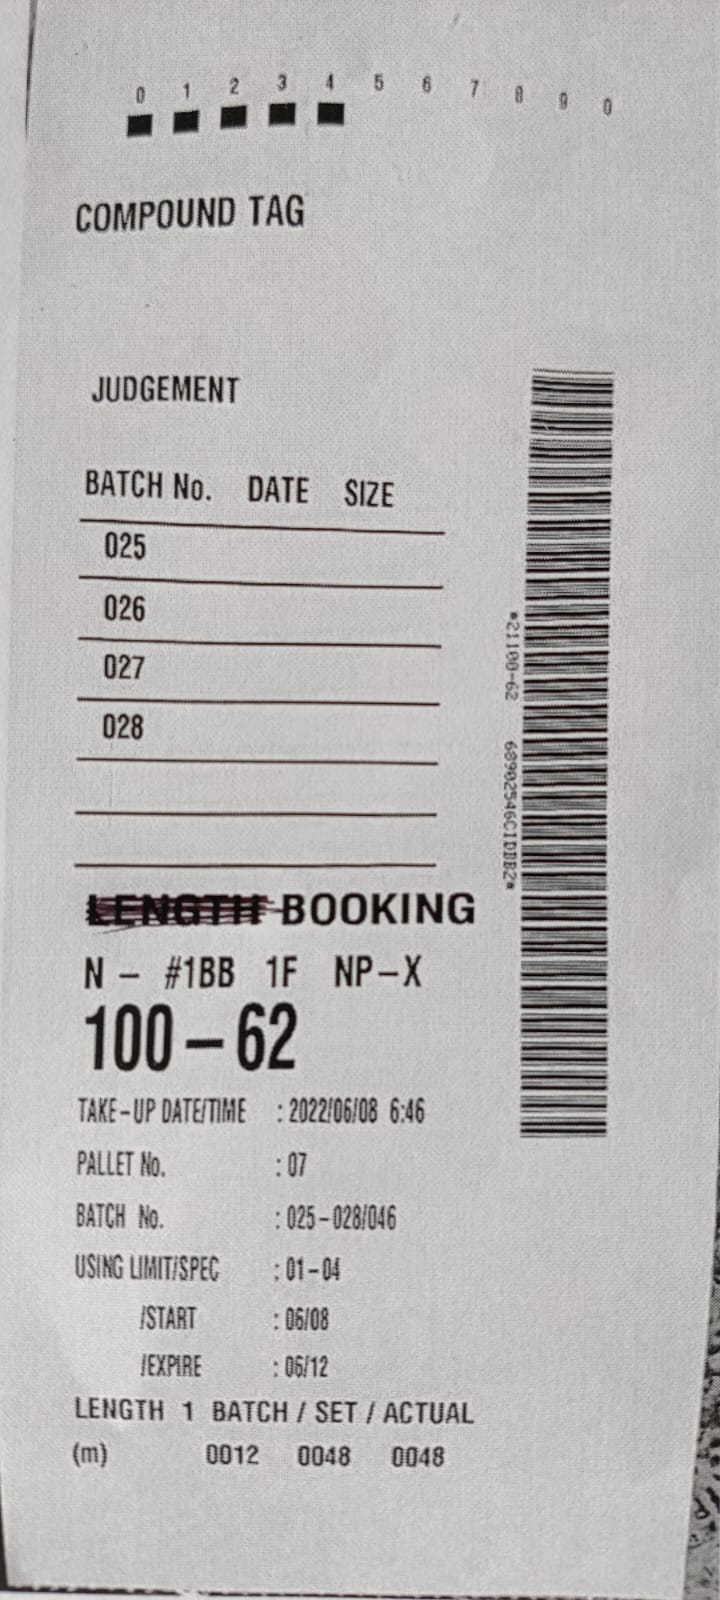 0 1 2 3 4 5 6 7 8 9 0
COMPOUND TAG
JUDGEMENT
BATCH No. DATE SIZE
025
026
027
028
LENGTH BOOKING
N - #1BB 1F NP-X
100-62
TAKE-UP DATE/TIME : 2022/06/08 6:46
PALLET No. : 07
BATCH No. : 025-028/046
USING LIMIT/SPEC : 01-04
/START : 06/08
/EXPIRE : 06/12
LENGTH 1 BATCH / SET / ACTUAL
(m) 0012 0048 0048
*21100-62 68902546C1DBB2*